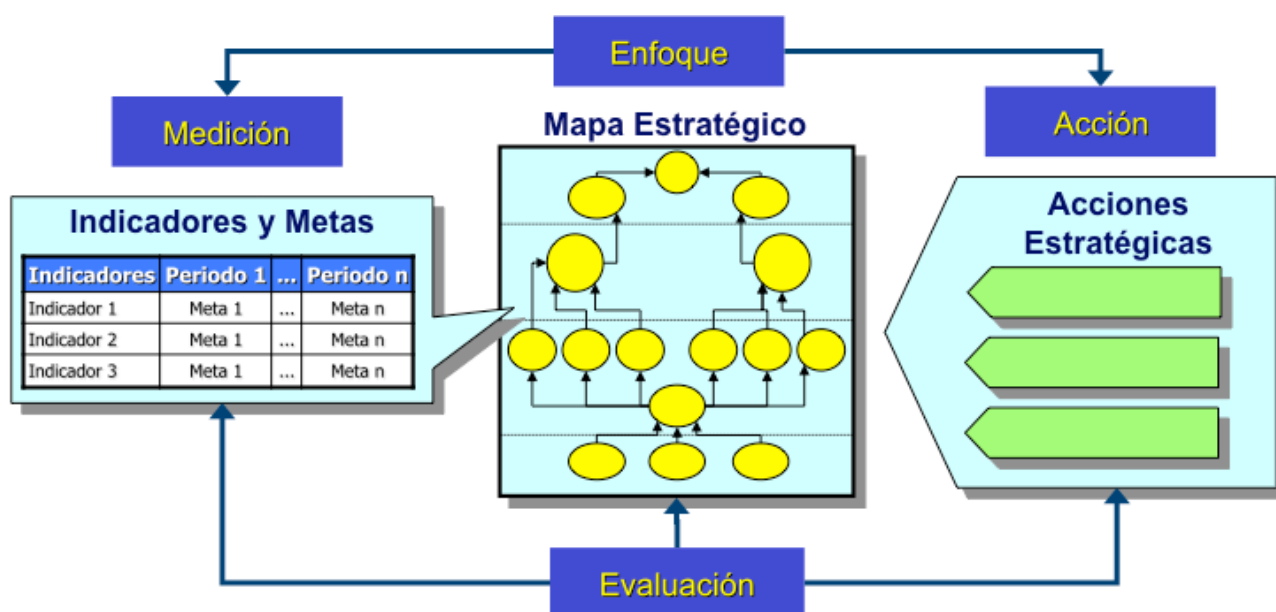 Enfoque
Medición
Acción
Mapa Estratégico
Indicadores y Metas
Indicadores Periodo 1 ... Periodo n
Indicador 1 Meta 1 ... Meta n
Indicador 2 Meta 1 ... Meta n
Indicador 3 Meta 1 ... Meta n
Acciones
Estratégicas
Evaluación